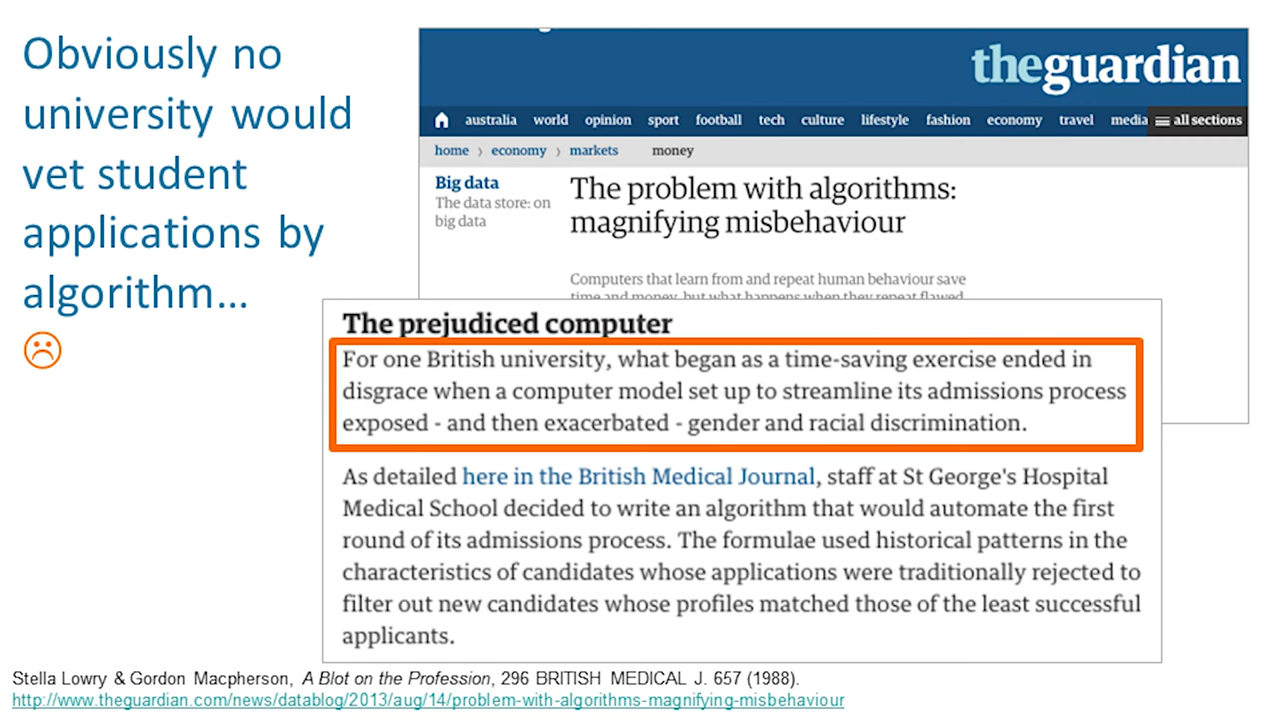 Obviously no
university would
vet student
applications by
algorithm...
theguardian
australia world opinion sport football tech culture lifestyle fashion economy travel media all sections
home › economy › markets money
Big data
The data store: on
big data
The problem with algorithms:
magnifying misbehaviour
Computers that learn from and repeat human behaviour save
time and money, but what happens when they repeat flawed
The prejudiced computer
For one British university, what began as a time-saving exercise ended in
disgrace when a computer model set up to streamline its admissions process
exposed - and then exacerbated - gender and racial discrimination.
As detailed here in the British Medical Journal, staff at St George's Hospital
Medical School decided to write an algorithm that would automate the first
round of its admissions process. The formulae used historical patterns in the
characteristics of candidates whose applications were traditionally rejected to
filter out new candidates whose profiles matched those of the least successful
applicants.
Stella Lowry & Gordon Macpherson, A Blot on the Profession, 296 BRITISH MEDICAL J. 657 (1988).
http://www.theguardian.com/news/datablog/2013/aug/14/problem-with-algorithms-magnifying-misbehaviour